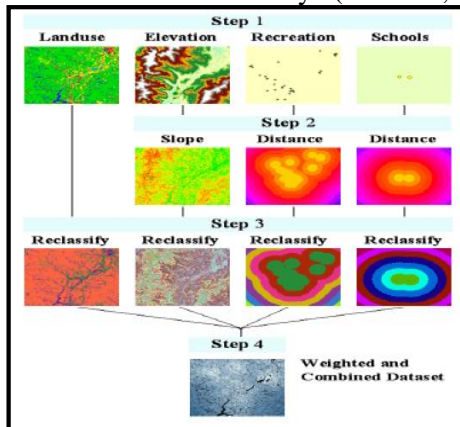 Step 1
Landuse Elevation Recreation Schools
Step 2
Slope Distance Distance
Step 3
Reclassify Reclassify Reclassify Reclassify
Step 4
Weighted and
Combined Dataset